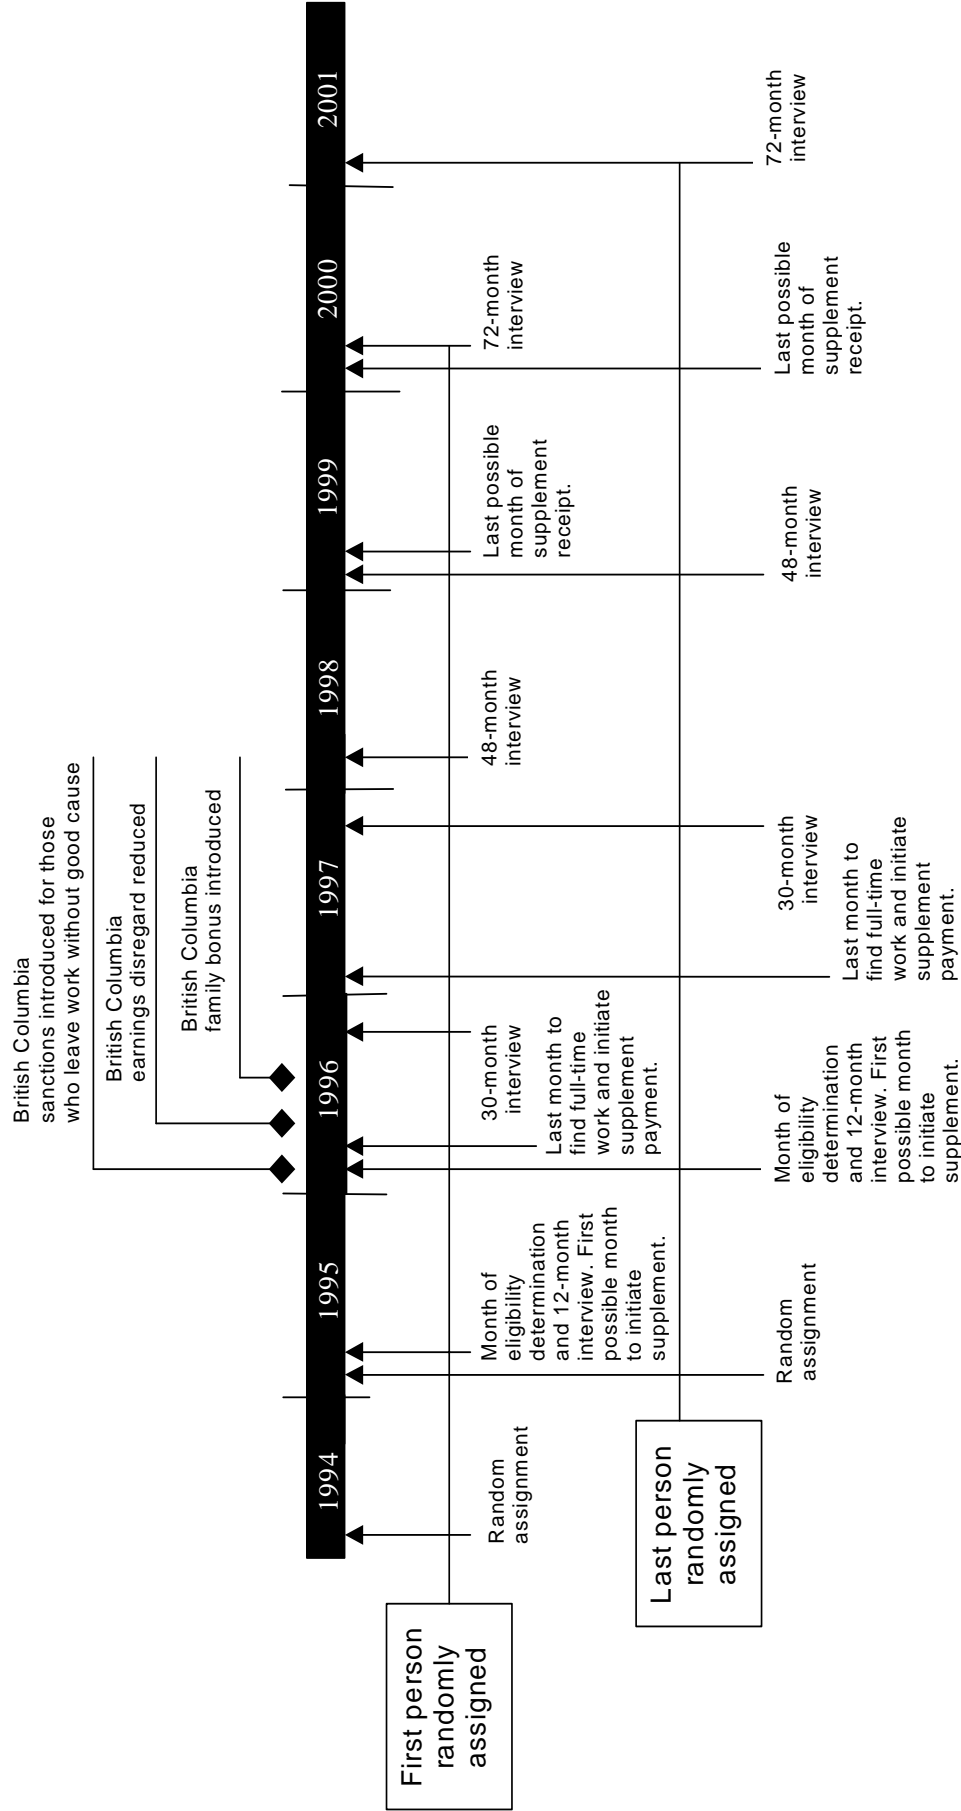 British Columbia
sanctions introduced for those
who leave work without good cause
British Columbia
earnings disregard reduced
British Columbia
family bonus introduced
1994
1995
1996
1997
1998
1999
2000
2001
First person
randomly
assigned
Random
assignment
Month of
eligibility
determination
and 12-month
interview. First
possible month
to initiate
supplement.
Last month to
find full-time
work and initiate
supplement
payment.
30-month
interview
48-month
interview
Last possible
month of
supplement
receipt.
72-month
interview
Last person
randomly
assigned
Random
assignment
Month of
eligibility
determination
and 12-month
interview. First
possible month
to initiate
supplement.
Last month to
find full-time
work and initiate
supplement
payment.
30-month
interview
48-month
interview
Last possible
month of
supplement
receipt.
72-month
interview